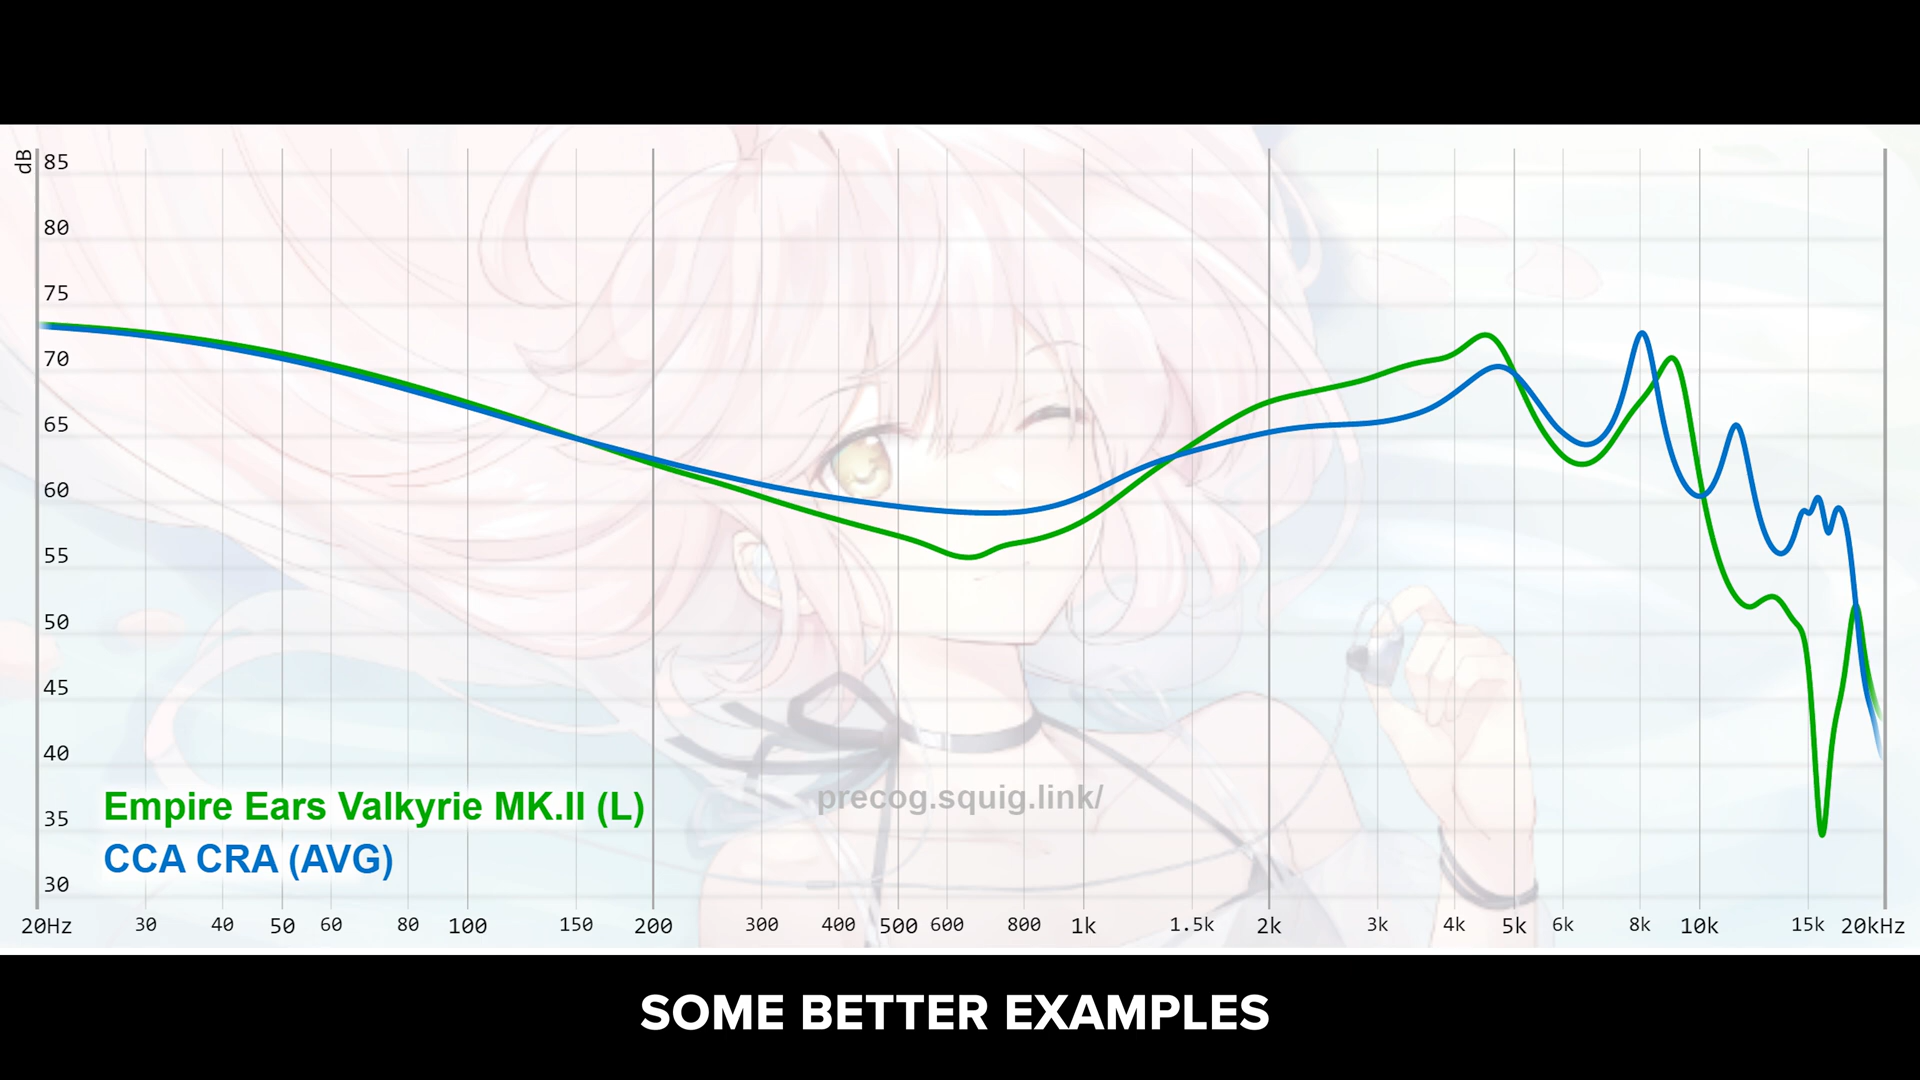 dB
85
80
75
70
65
60
55
50
45
40
35
30
Empire Ears Valkyrie MK.II (L)
CCA CRA (AVG)
precog.squig.link/
20Hz 30 40 50 60 80 100 150 200 300 400 500 600 800 1k 1.5k 2k 3k 4k 5k 6k 8k 10k 15k 20kHz
SOME BETTER EXAMPLES